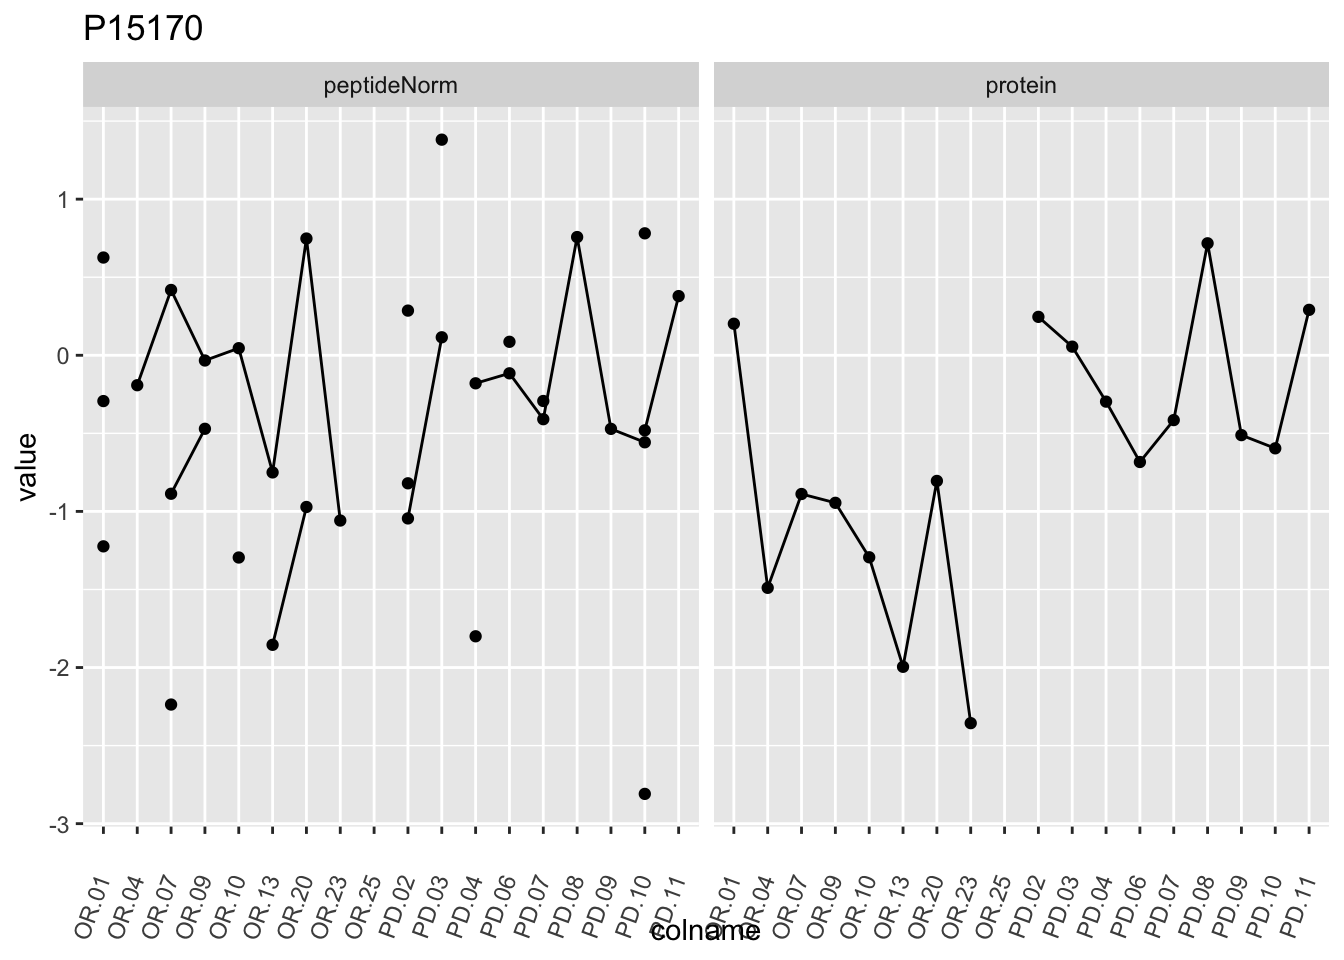 P15170
peptideNorm protein
1
0
-1
-2
-3
value
OR.01 OR.04 OR.07 OR.09 OR.10 OR.13 OR.20 OR.23 OR.25 PD.02 PD.03 PD.04 PD.06 PD.07 PD.08 PD.09 PD.10 PD.11 OR.01 OR.04 OR.07 OR.09 OR.10 OR.13 OR.20 OR.23 OR.25 PD.02 PD.03 PD.04 PD.06 PD.07 PD.08 PD.09 PD.10 PD.11
colname